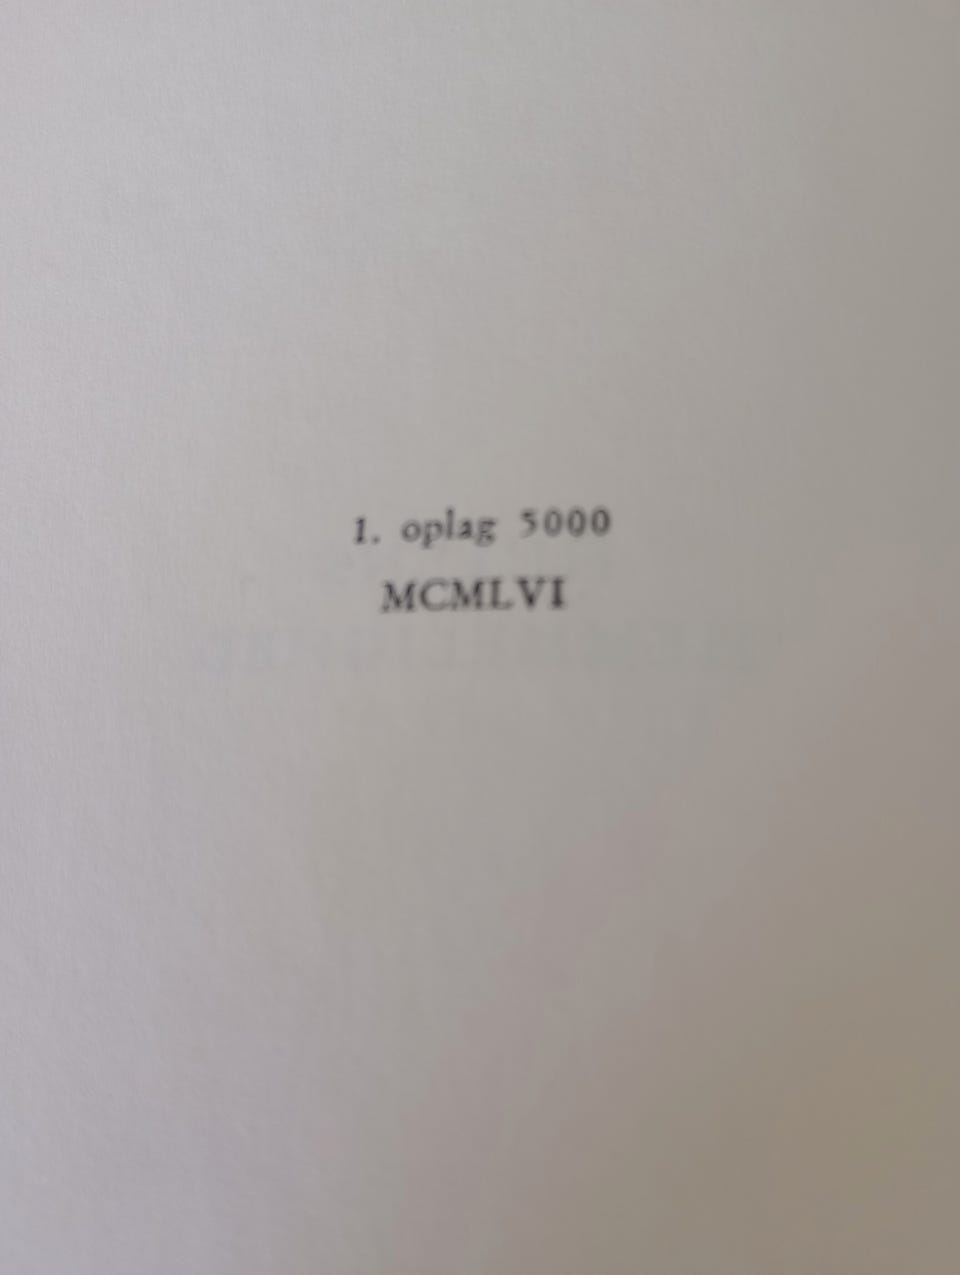 1. oplag 5000
MCMLVI